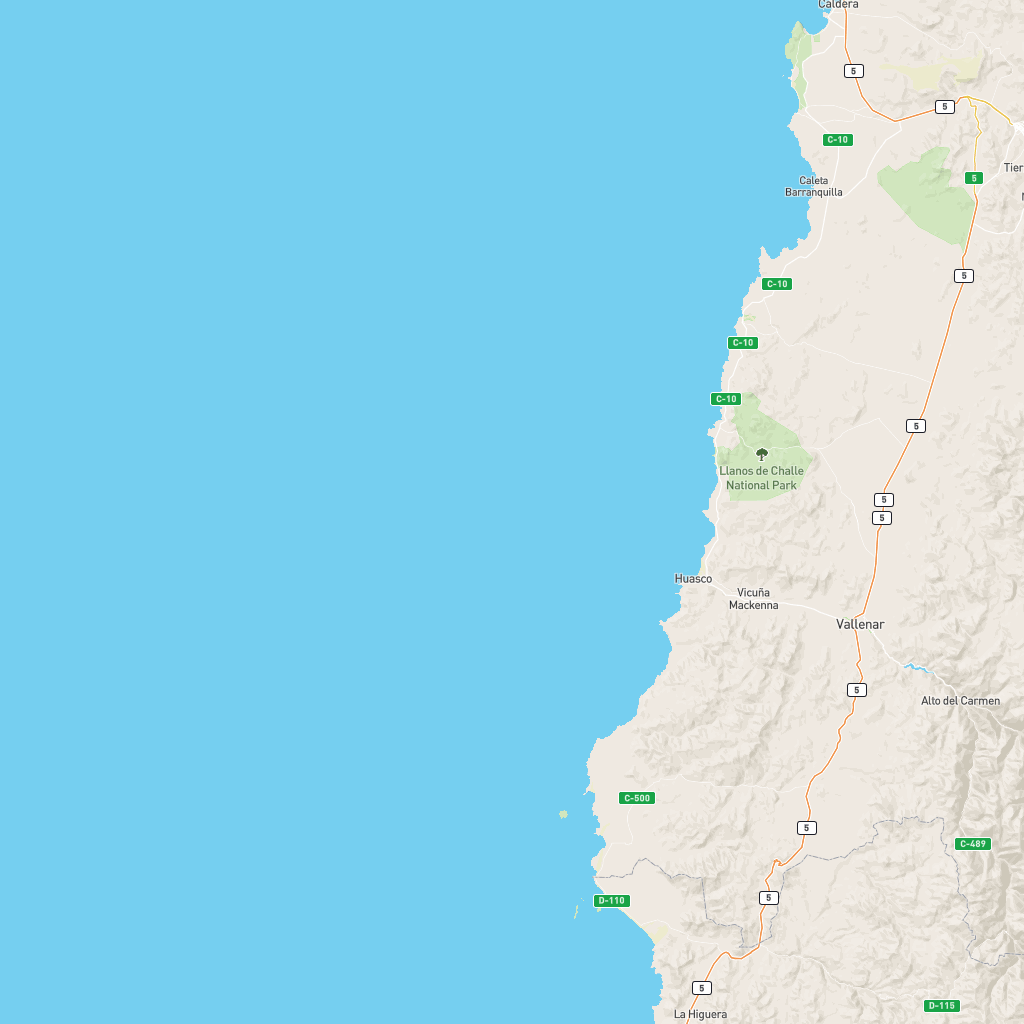 Caldera
5
5
C-10
Tier
5
Caleta
Barranquilla
5
C-10
C-10
C-10
5
Llanos de Challe
National Park
5
5
Huasco
Vicuña
Mackenna
Vallenar
5
Alto del Carmen
C-500
5
C-489
5
D-110
5
D-115
La Higuera